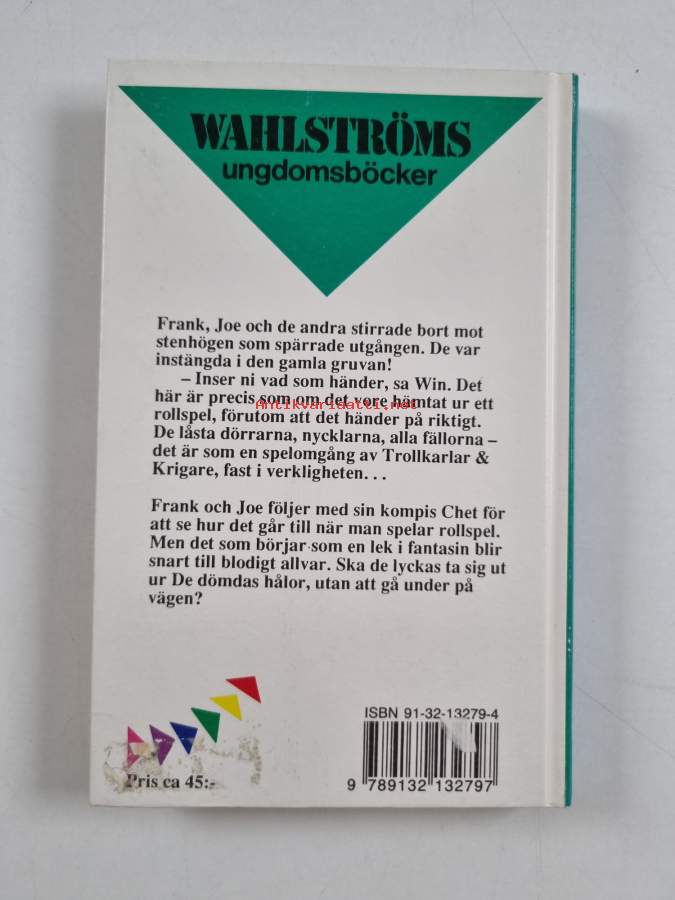 WAHLSTRÖMS
ungdomsböcker
Frank, Joe och de andra stirrade bort mot
stenhögen som spärrade utgången. De var
instängda i den gamla gruvan!
– Inser ni vad som händer, sa Win. Det
här är precis som om det vore hämtat ur ett
Antikvariaatti.net
rollspel, förutom att det händer på riktigt.
De låsta dörrarna, nycklarna, alla fällorna –
det är som en spelomgång av Trollkarlar &
Krigare, fast i verkligheten...
Frank och Joe följer med sin kompis Chet för
att se hur det går till när man spelar rollspel.
Men det som börjar som en lek i fantasin blir
snart till blodigt allvar. Ska de lyckas ta sig ut
ur De dömdas hålor, utan att gå under på
vägen?
ISBN 91-32-13279-4
Pris ca 45:-
9 789132 132797